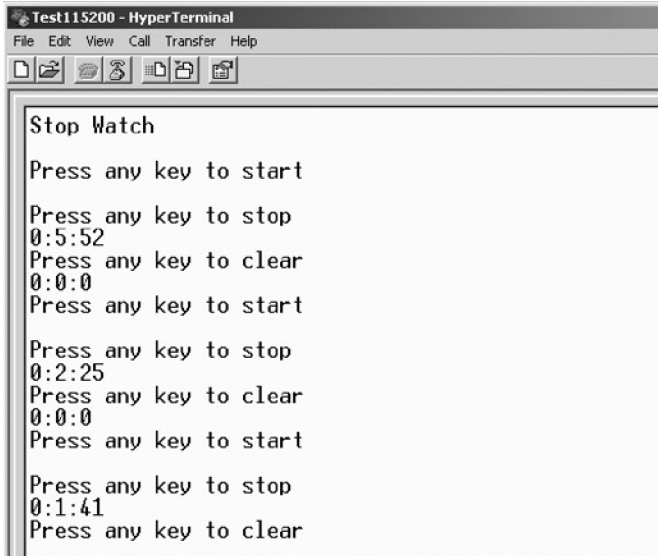 Test115200 - HyperTerminal
File Edit View Call Transfer Help
Stop Watch
Press any key to start
Press any key to stop
0:5:52
Press any key to clear
0:0:0
Press any key to start
Press any key to stop
0:2:25
Press any key to clear
0:0:0
Press any key to start
Press any key to stop
0:1:41
Press any key to clear